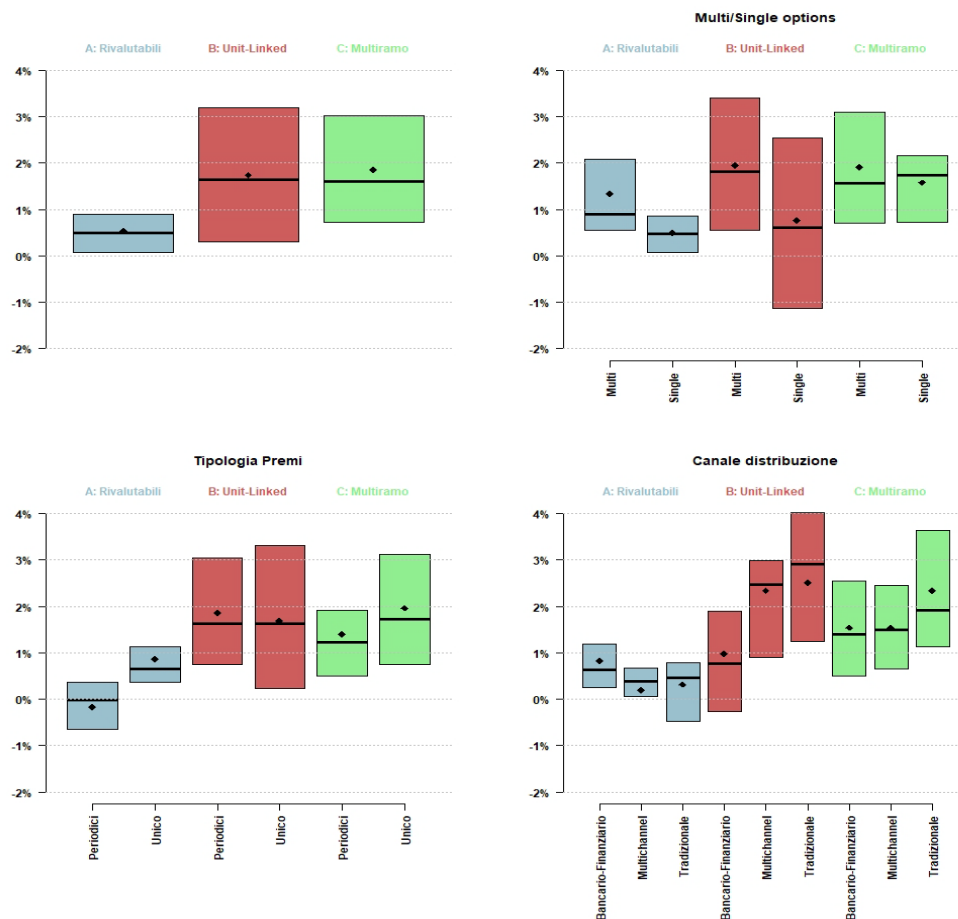 A: Rivalutabili B: Unit-Linked C: Multiramo
4%
3%
2%
1%
0%
-1%
-2%
Multi/Single options
A: Rivalutabili B: Unit-Linked C: Multiramo
4%
3%
2%
1%
0%
-1%
-2%
Multi Single Multi Single Multi Single
Tipologia Premi
A: Rivalutabili B: Unit-Linked C: Multiramo
4%
3%
2%
1%
0%
-1%
-2%
Periodici Unico Periodici Unico Periodici Unico
Canale distribuzione
A: Rivalutabili B: Unit-Linked C: Multiramo
4%
3%
2%
1%
0%
-1%
-2%
Bancario-Finanziario Multichannel Tradizionale Bancario-Finanziario Multichannel Tradizionale Bancario-Finanziario Multichannel Tradizionale